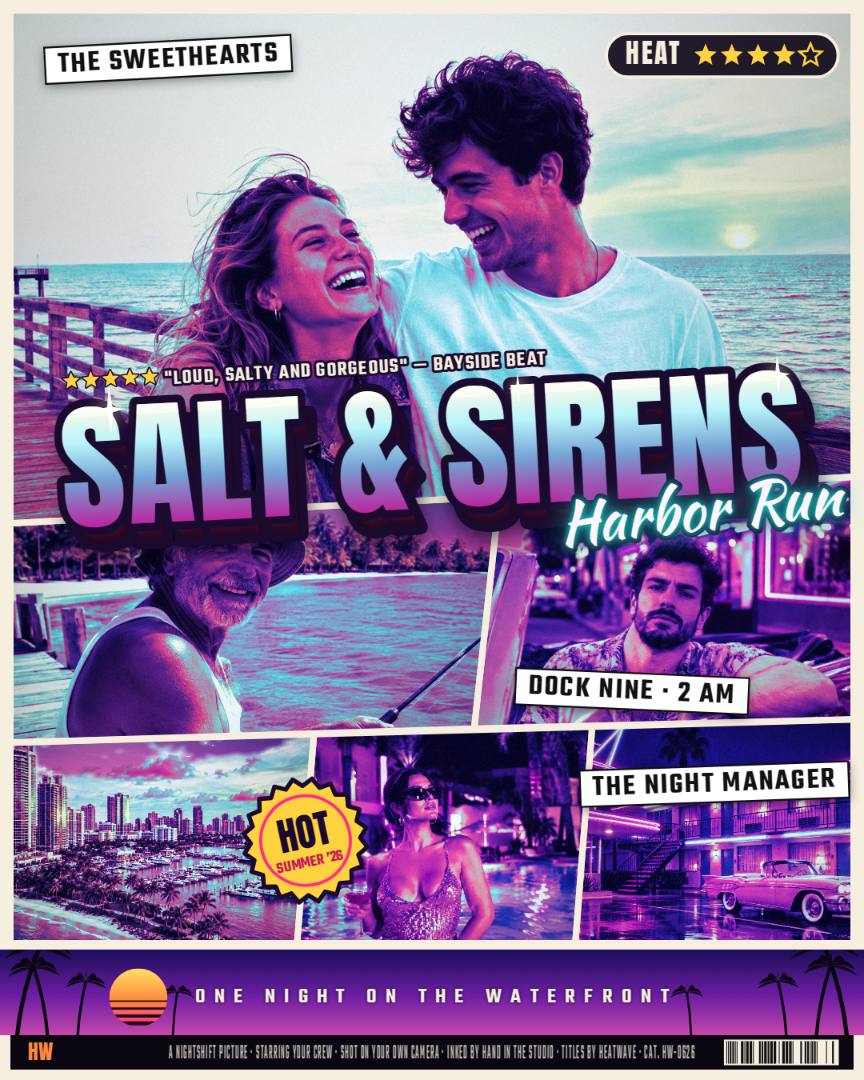 THE SWEETHEARTS
HEAT
"LOUD, SALTY AND GORGEOUS" — BAYSIDE BEAT
SALT & SIRENS
Harbor Run
DOCK NINE · 2 AM
THE NIGHT MANAGER
HOT
SUMMER '26
ONE NIGHT ON THE WATERFRONT
HW
A NIGHTSHIFT PICTURE · STARRING YOUR CREW · SHOT ON YOUR OWN CAMERA · INKED BY HAND IN THE STUDIO · TITLES BY HEATWAVE · CAT. HW-0626